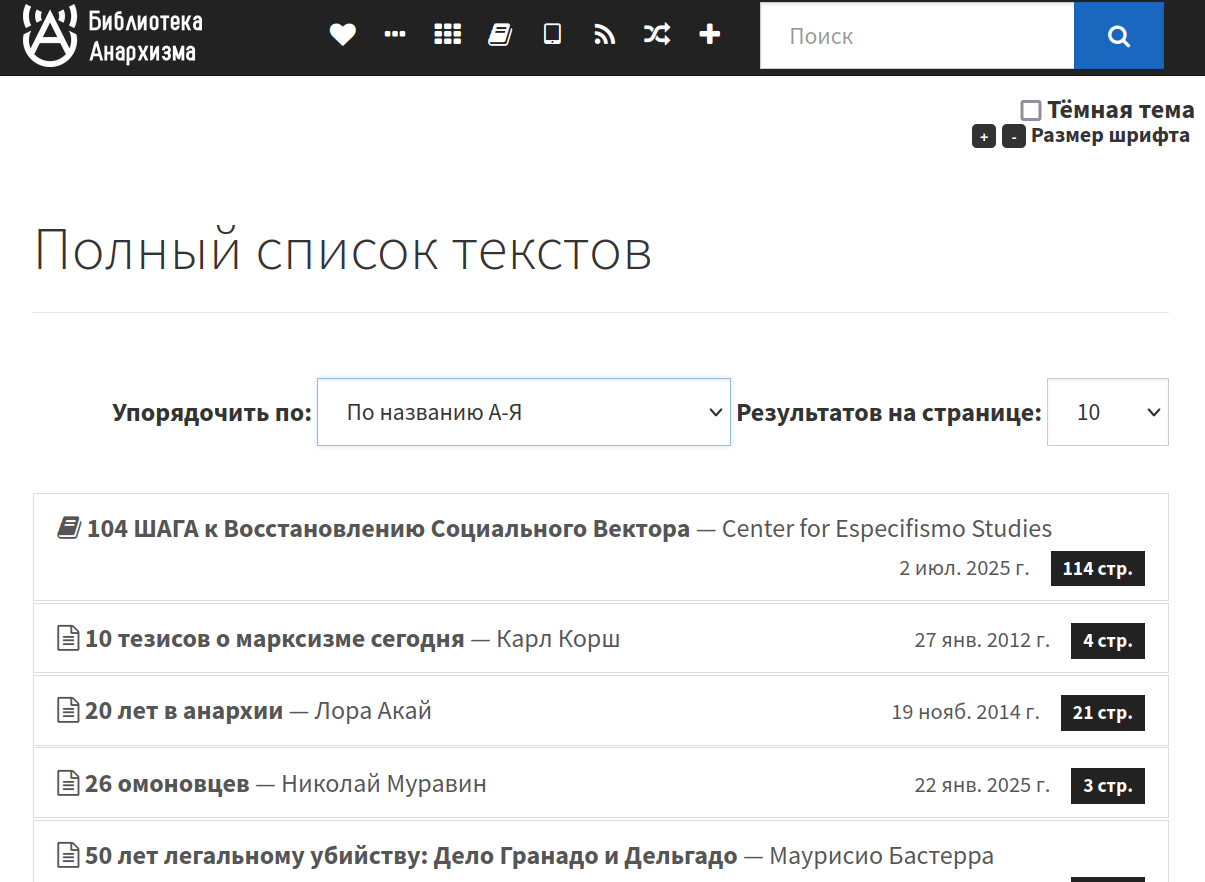 Библиотека
Анархизма
Поиск
Тёмная тема
+ - Размер шрифта
Полный список текстов
Упорядочить по: По названию А-Я Результатов на странице: 10
104 ШАГА к Восстановлению Социального Вектора — Center for Especifismo Studies
2 июл. 2025 г. 114 стр.
10 тезисов о марксизме сегодня — Карл Корш 27 янв. 2012 г. 4 стр.
20 лет в анархии — Лора Акай 19 нояб. 2014 г. 21 стр.
26 омоновцев — Николай Муравин 22 янв. 2025 г. 3 стр.
50 лет легальному убийству: Дело Гранадо и Дельгадо — Маурисио Бастерра